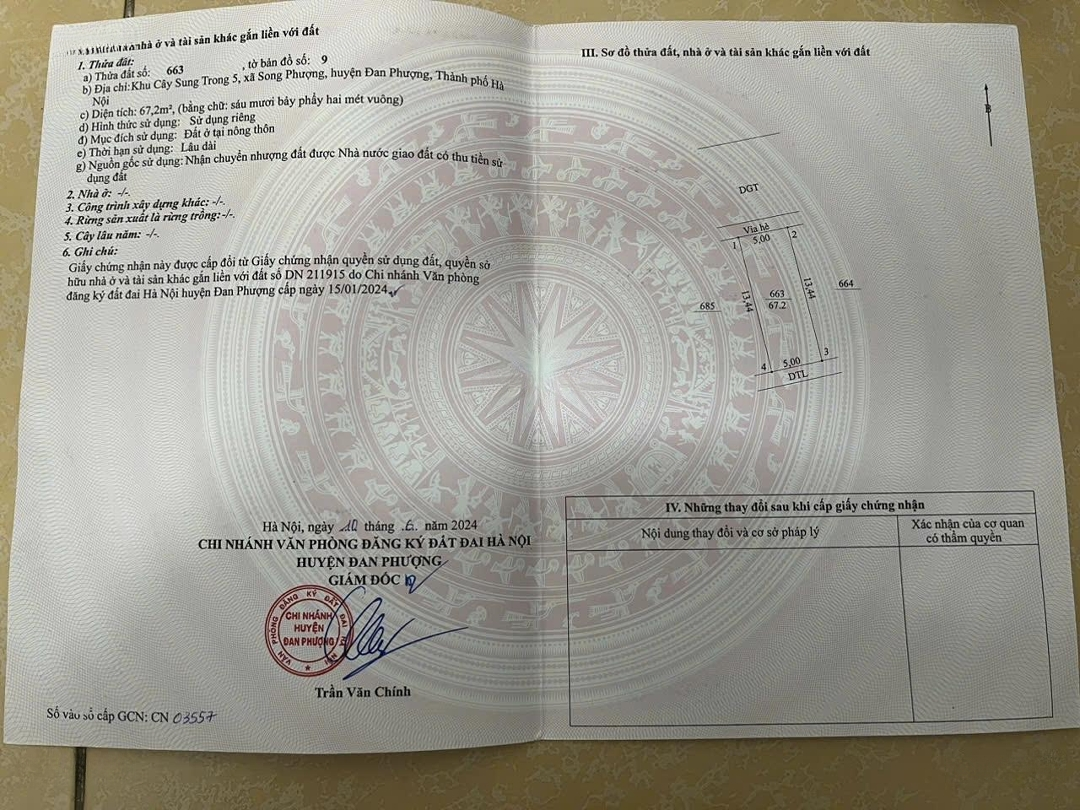 nhà ở và tài sản khác gắn liền với đất
1. Thửa đất:
a) Thửa đất số: 663 , tờ bản đồ số: 9
b) Địa chỉ:Khu Cây Sung Trong 5, xã Song Phượng, huyện Đan Phượng, Thành phố Hà
Nội
c) Diện tích: 67,2m², (bằng chữ: sáu mươi bảy phẩy hai mét vuông)
d) Hình thức sử dụng: Sử dụng riêng
đ) Mục đích sử dụng: Đất ở tại nông thôn
e) Thời hạn sử dụng: Lâu dài
g) Nguồn gốc sử dụng: Nhận chuyển nhượng đất được Nhà nước giao đất có thu tiền sử
dụng đất
2. Nhà ở: -/-
3. Công trình xây dựng khác: -/-.
4. Rừng sản xuất là rừng trồng:-/-.
5. Cây lâu năm: -/-
6. Ghi chú:
Giấy chứng nhận này được cấp đổi từ Giấy chứng nhận quyền sử dụng đất, quyền sở
hữu nhà ở và tài sản khác gắn liền với đất số DN 211915 do Chi nhánh Văn phòng
đăng ký đất đai Hà Nội huyện Đan Phượng cấp ngày 15/01/2024
Hà Nội, ngày 10 tháng 6 năm 2024
CHI NHÁNH VĂN PHÒNG ĐĂNG KÝ ĐẤT ĐAI HÀ NỘI
HUYỆN ĐAN PHƯỢNG
GIÁM ĐỐC
VĂN PHÒNG ĐĂNG KÝ ĐẤT ĐAI HÀ NỘI
CHI NHÁNH
HUYỆN
ĐAN PHƯỢNG
Trần Văn Chính
Số vào sổ cấp GCN: CN 03557
III. Sơ đồ thửa đất, nhà ở và tài sản khác gắn liền với đất
B
DGT
Vỉa hè
1 5,00 2
13,44 663 13,44
67.2
685
664
4 5,00 3
DTL
IV. Những thay đổi sau khi cấp giấy chứng nhận
Nội dung thay đổi và cơ sở pháp lý
Xác nhận của cơ quan
có thẩm quyền